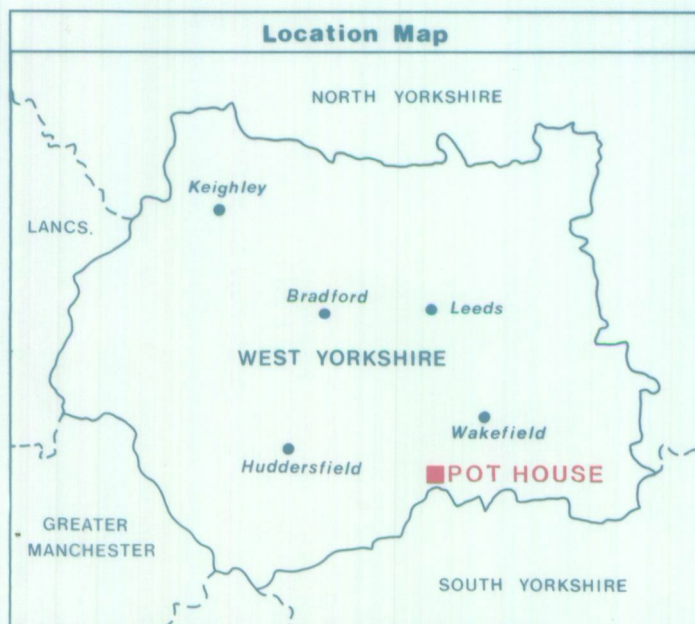 Location Map
NORTH YORKSHIRE
Keighley
LANCS.
Bradford
Leeds
WEST YORKSHIRE
Wakefield
Huddersfield
POT HOUSE
GREATER
MANCHESTER
SOUTH YORKSHIRE